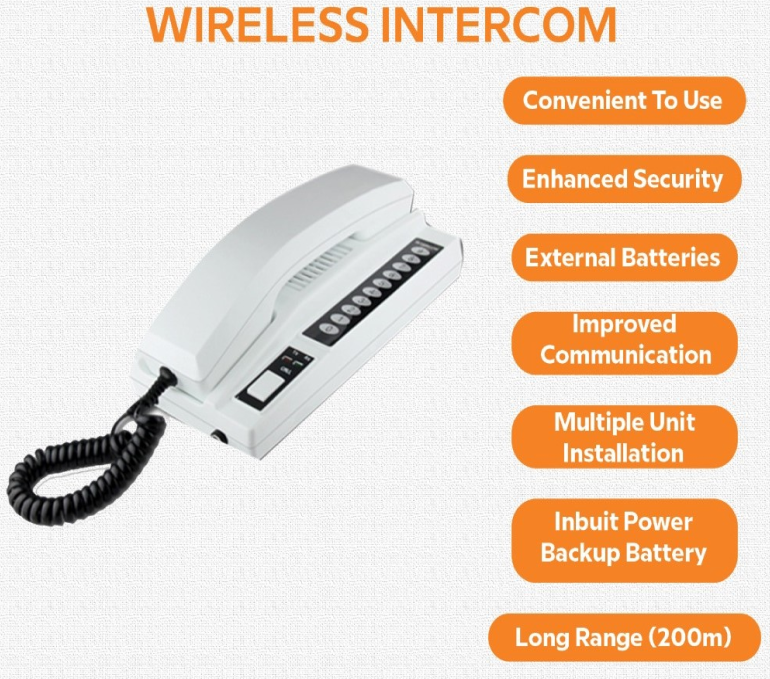 WIRELESS INTERCOM
Convenient To Use
Enhanced Security
External Batteries
Improved
Communication
Multiple Unit
Installation
Inbuit Power
Backup Battery
Long Range (200m)
CALL